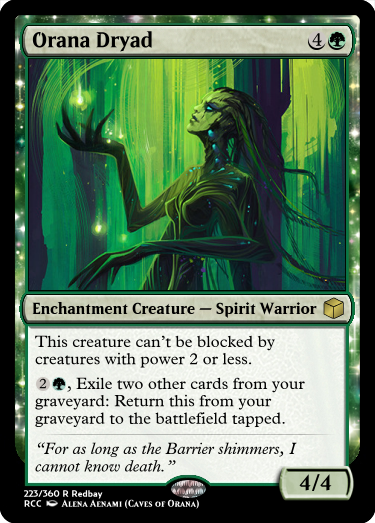 Orana Dryad 4
Enchantment Creature — Spirit Warrior
This creature can't be blocked by
creatures with power 2 or less.
2, Exile two other cards from your
graveyard: Return this from your
graveyard to the battlefield tapped.
“For as long as the Barrier shimmers, I
cannot know death.”
4/4
223/360 R Redbay
RCC Alena Aenami (Caves of Orana)